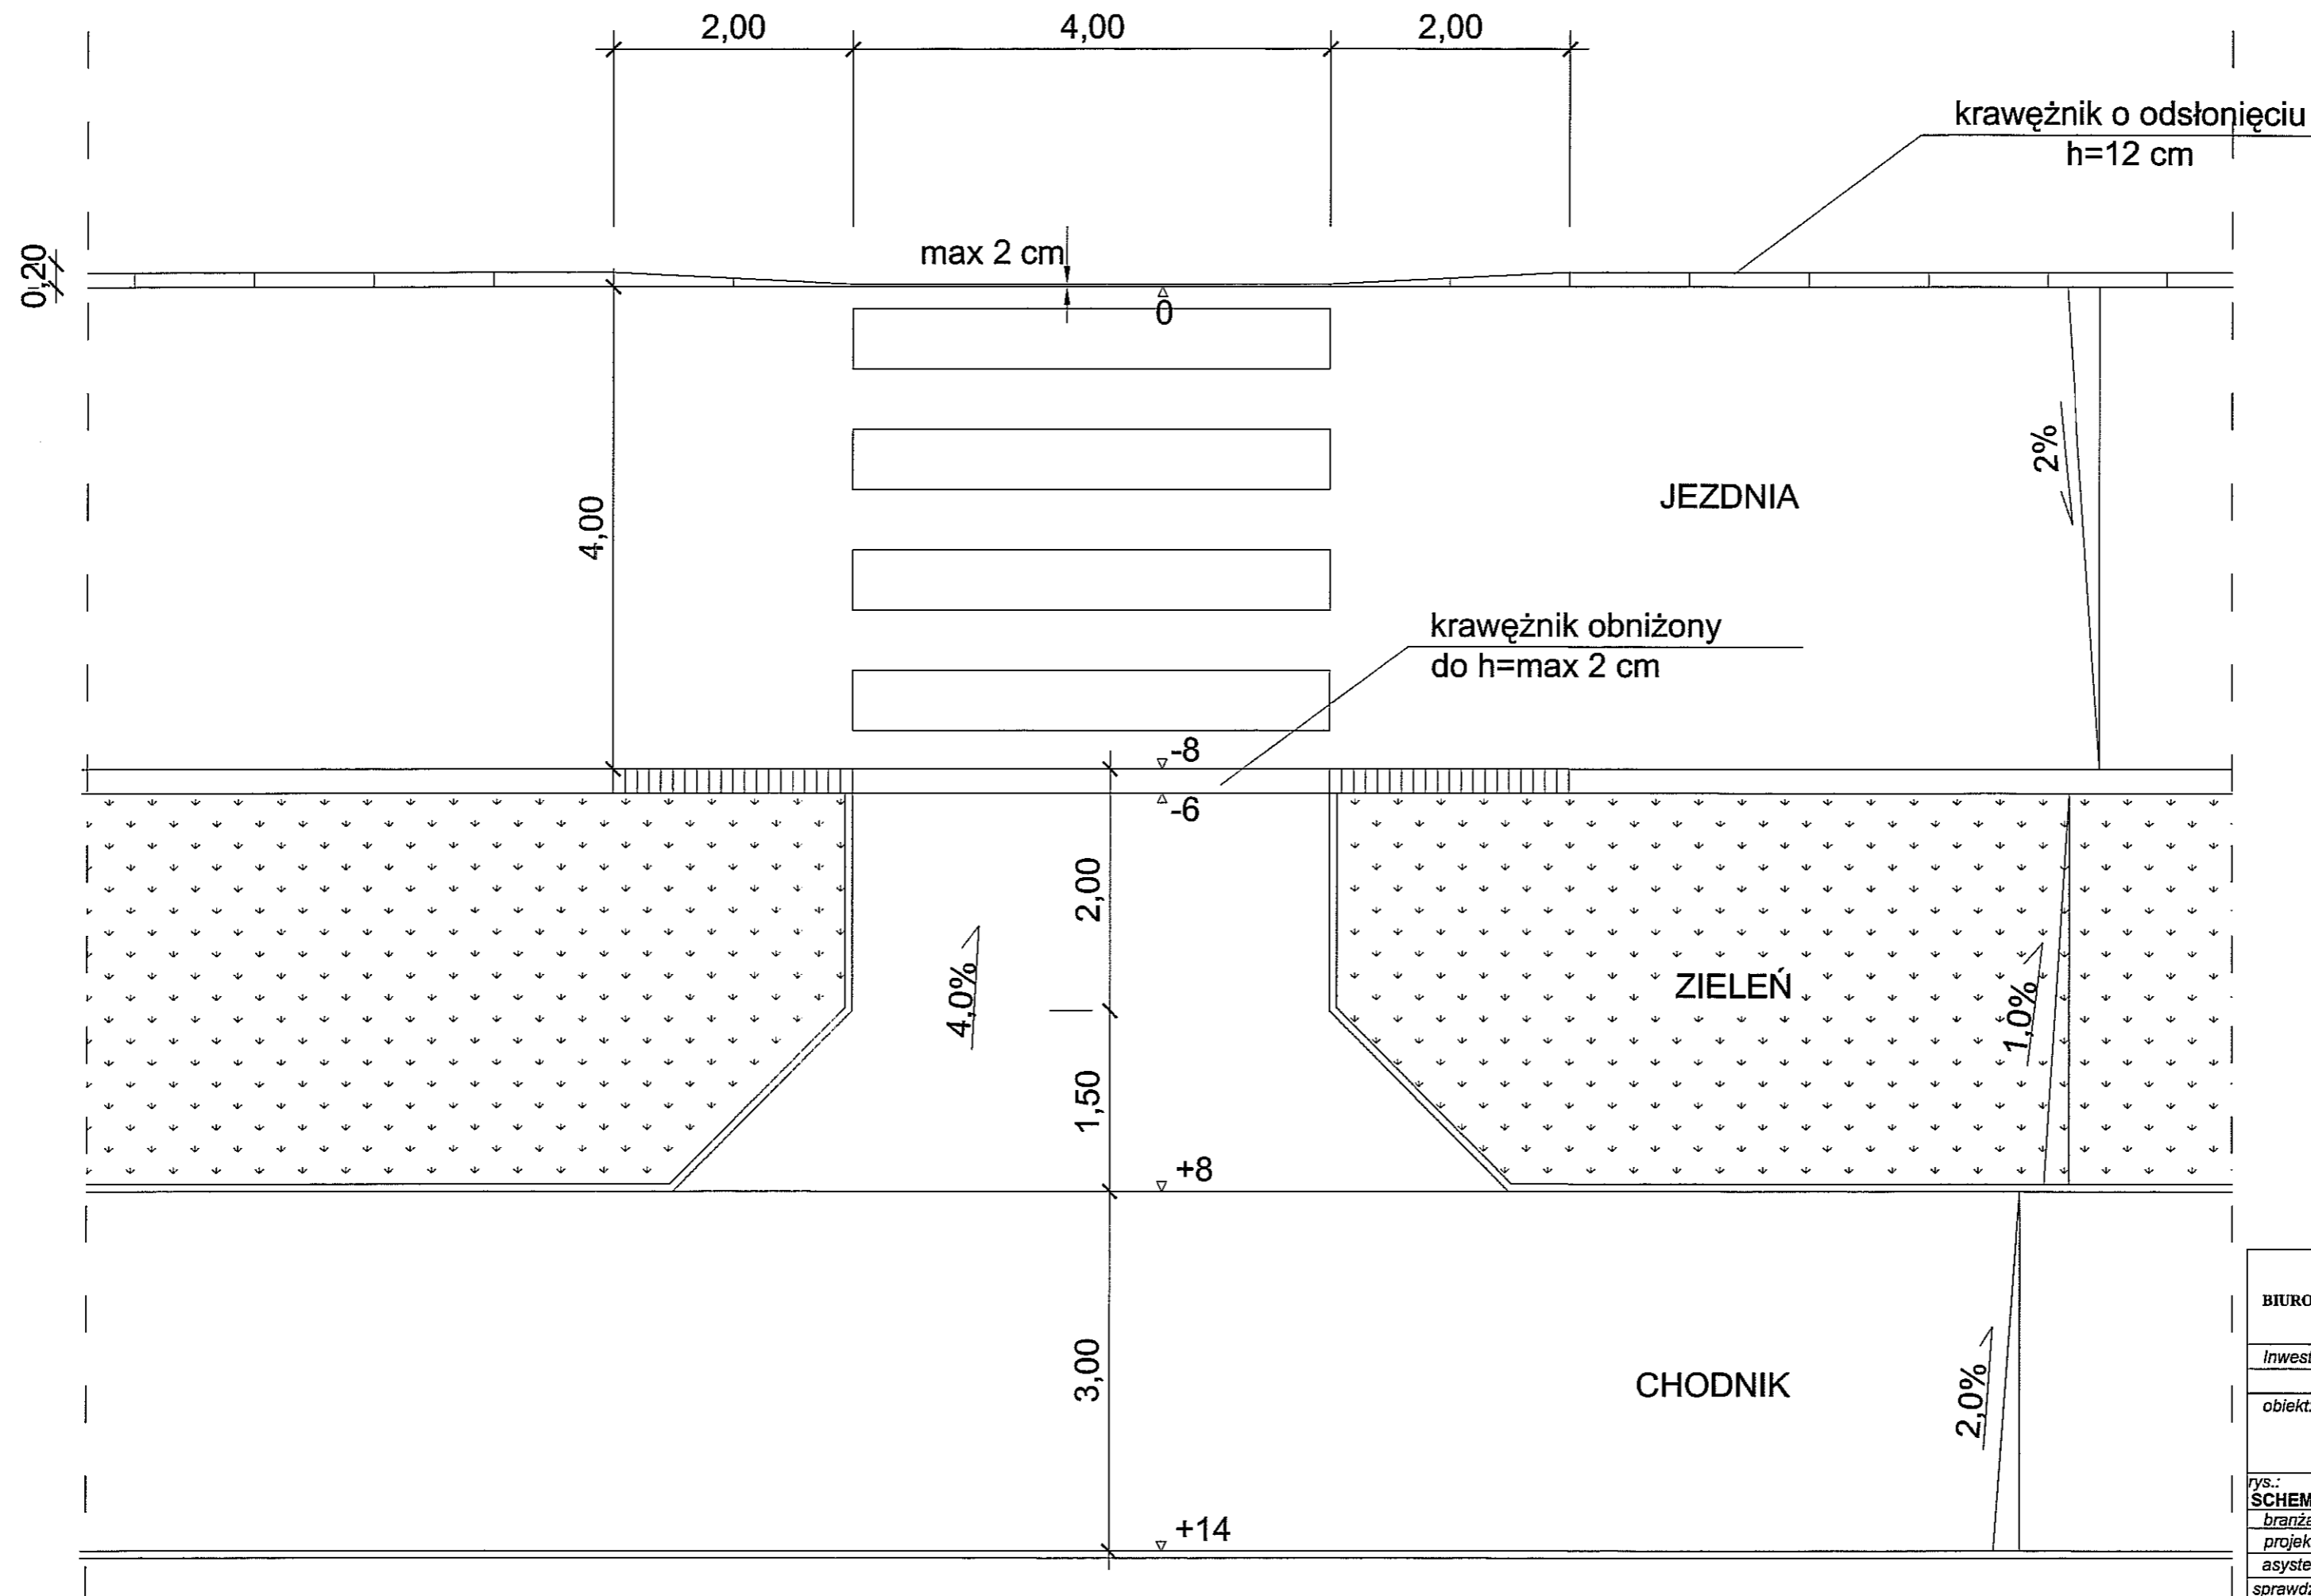 2,00
4,00
2,00
krawężnik o odsłonięciu
h=12 cm
max 2 cm
0,20
0
2%
JEZDNIA
4,00
krawężnik obniżony
do h=max 2 cm
-8
-6
2,00
4,0%
ZIELEŃ
1,0%
1,50
+8
3,00
CHODNIK
2,0%
+14
BIURO
Inwest
obiekt:
rys.:
SCHEM
branża
projek
asyste
sprawdz